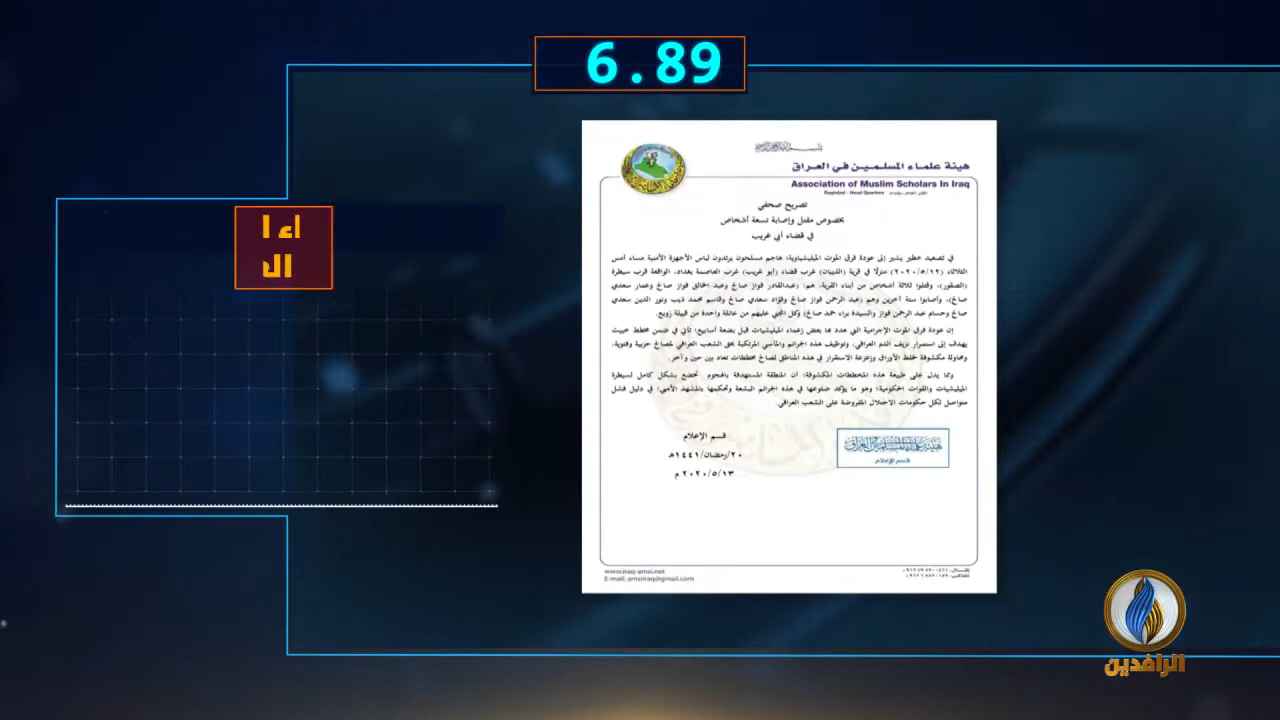 6.89
اء ا
الا
هيئة علماء المسلمين في العراق
Association of Muslim Scholars In Iraq
Baghdad - Head Quarters المقر العام ـ بغداد
تصريح صحفي
بخصوص مقتل وإصابة تسعة أشخاص
في قضاء أبي غريب
في تصعيد خطير يشير إلى عودة فرق الموت الميليشياوية؛ هاجم مسلحون يرتدون لباس الأجهزة الأمنية مساء أمس
الثلاثاء (٢٠٢٠/٥/١٢) منزلًا في قرية (الذيبان) غرب قضاء (أبو غريب) غرب العاصمة بغداد، الواقعة قرب سيطرة
(الصقور)، وقتلوا ثلاثة أشخاص من أبناء القرية، هم: (عبدالقادر فواز صالح وعبد الخالق فواز صالح وعمار سعدي
صالح)، وأصابوا ستة آخرين وهم (عبد الرحمن فواز صالح وفؤاد سعدي صالح وقاسم محمد ذيب ونور الدين سعدي
صالح وحسام عبد الرحمن فواز والسيدة براء حمد صالح) وكل المجني عليهم من عائلة واحدة من قبيلة زوبع.
إن عودة فرق الموت الإجرامية التي هدد بها بعض زعماء الميليشيات قبل بضعة أسابيع؛ تأتي في ضمن مخطط خبيث
يهدف إلى استمرار نزيف الدم العراقي، وتوظيف هذه الجرائم والمآسي المرتكبة بحق الشعب العراقي لمصالح حزبية وفئوية،
ومحاولة مكشوفة لخلط الأوراق وزعزعة الاستقرار في هذه المناطق لصالح مخططات تعاد بين حين وآخر.
ومما يدل على طبيعة هذه المخططات المكشوفة؛ أن المنطقة المستهدفة بالهجوم تخضع بشكل كامل لسيطرة
الميليشيات والقوات الحكومية؛ وهو ما يؤكد ضلوعها في هذه الجرائم البشعة وتحكمها بالمشهد الأمني؛ في دليل فشل
متواصل لكل حكومات الاحتلال المفروضة على الشعب العراقي.
قسم الإعلام
٢٠/رمضان/١٤٤١هـ
٢٠٢٠/٥/١٣ م
هيئة علماء المسلمين في العراق
قسم الإعلام
www.iraq-amsi.net
E-mail: amsiiraq@gmail.com
الرافدين